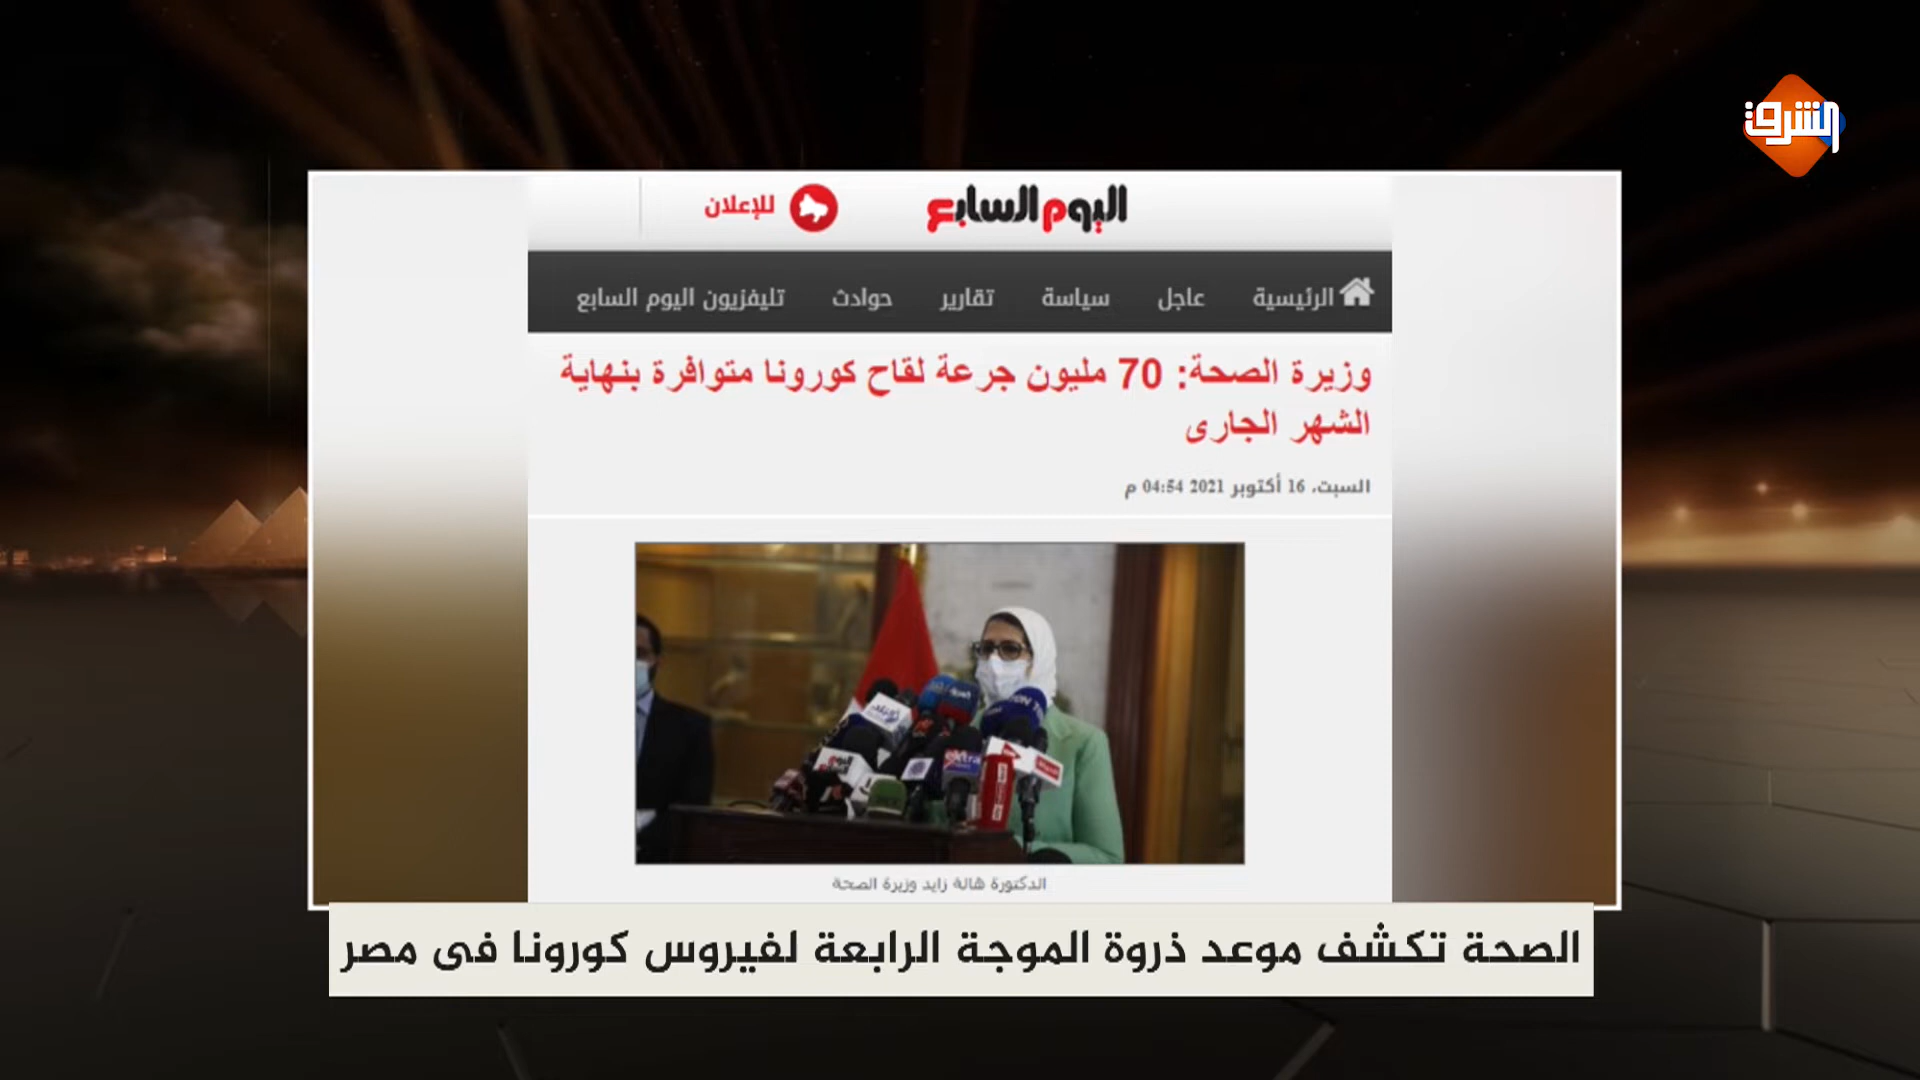 الشرق
اليوم السابع
للإعلان
الرئيسية عاجل سياسة تقارير حوادث تليفزيون اليوم السابع
وزيرة الصحة: 70 مليون جرعة لقاح كورونا متوافرة بنهاية
الشهر الجارى
السبت، 16 أكتوبر 2021 04:54 م
extra
الدكتورة هالة زايد وزيرة الصحة
الصحة تكشف موعد ذروة الموجة الرابعة لفيروس كورونا فى مصر